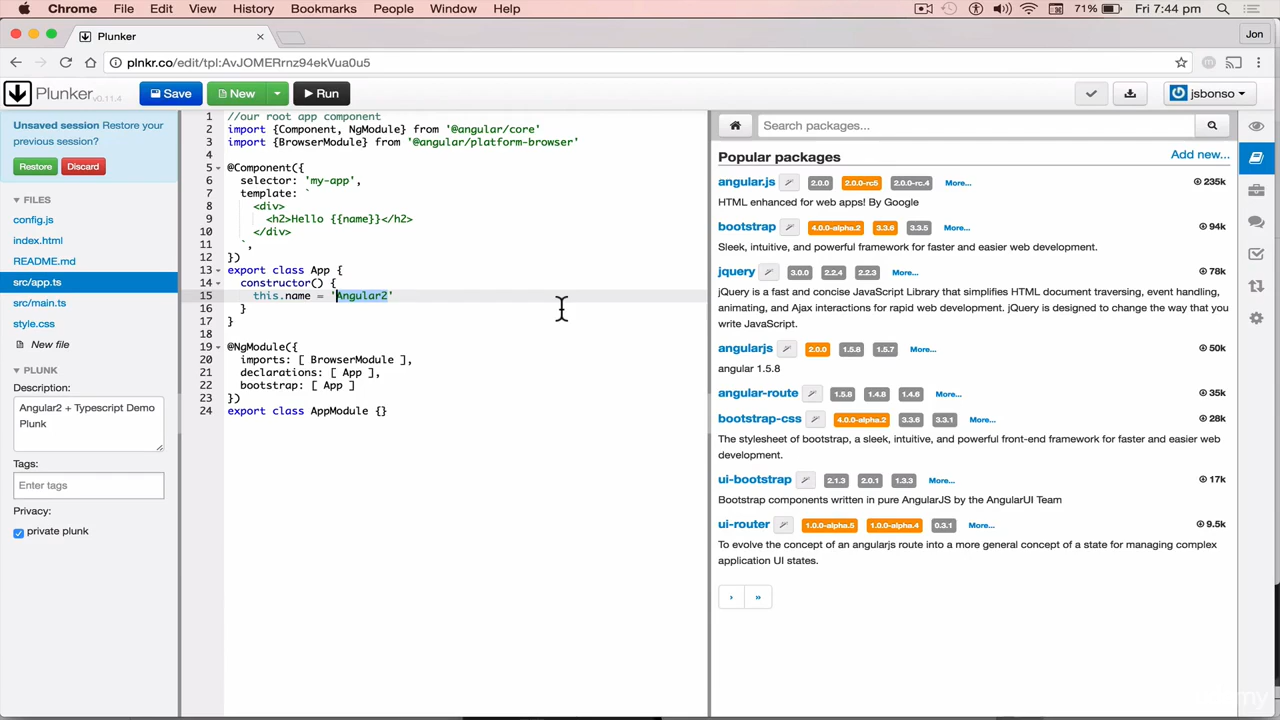 Chrome File Edit View History Bookmarks People Window Help 71% Fri 7:44 pm
Plunker Jon
plnkr.co/edit/tpl:AvJOMERrnz94ekVua0u5
Plunker v0.11.4 Save New Run jsbonso
Unsaved session Restore your
previous session?
Restore Discard
FILES
config.js
index.html
README.md
src/app.ts
src/main.ts
style.css
New file
PLUNK
Description:
Angular2 + Typescript Demo
Plunk
Tags:
Enter tags
Privacy:
private plunk
1 //our root app component
2 import {Component, NgModule} from '@angular/core'
3 import {BrowserModule} from '@angular/platform-browser'
4
5 @Component({
6 selector: 'my-app',
7 template: `
8 <div>
9 <h2>Hello {{name}}</h2>
10 </div>
11 `,
12 })
13 export class App {
14 constructor() {
15 this.name = 'Angular2'
16 }
17 }
18
19 @NgModule({
20 imports: [ BrowserModule ],
21 declarations: [ App ],
22 bootstrap: [ App ]
23 })
24 export class AppModule {}
Search packages...
Popular packages Add new...
angular.js 2.0.0 2.0.0-rc5 2.0.0-rc.4 More... 235k
HTML enhanced for web apps! By Google
bootstrap 4.0.0-alpha.2 3.3.6 3.3.5 More... 94k
Sleek, intuitive, and powerful framework for faster and easier web development.
jquery 3.0.0 2.2.4 2.2.3 More... 78k
jQuery is a fast and concise JavaScript Library that simplifies HTML document traversing, event handling,
animating, and Ajax interactions for rapid web development. jQuery is designed to change the way that you
write JavaScript.
angularjs 2.0.0 1.5.8 1.5.7 More... 50k
angular 1.5.8
angular-route 1.5.8 1.4.8 1.4.6 More... 35k
bootstrap-css 4.0.0-alpha.2 3.3.6 3.3.1 More... 28k
The stylesheet of bootstrap, a sleek, intuitive, and powerful front-end framework for faster and easier web
development.
ui-bootstrap 2.1.3 2.0.1 1.3.3 More... 17k
Bootstrap components written in pure AngularJS by the AngularUI Team
ui-router 1.0.0-alpha.5 1.0.0-alpha.4 0.3.1 More... 9.5k
To evolve the concept of an angularjs route into a more general concept of a state for managing complex
application UI states.
› »